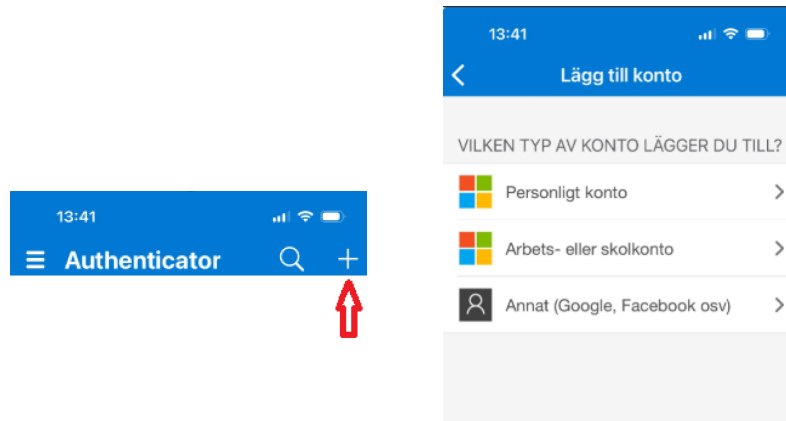 13:41
Authenticator
13:41
Lägg till konto
VILKEN TYP AV KONTO LÄGGER DU TILL?
Personligt konto
Arbets- eller skolkonto
Annat (Google, Facebook osv)